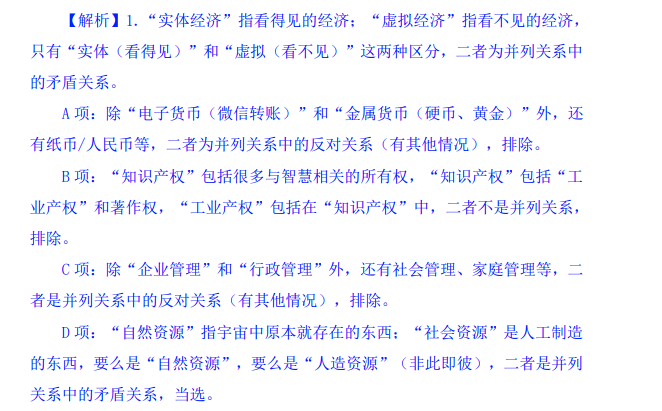 【解析】1.“实体经济”指看得见的经济；“虚拟经济”指看不见的经济，
只有“实体（看得见）”和“虚拟（看不见）”这两种区分，二者为并列关系中
的矛盾关系。
A 项：除“电子货币（微信转账）”和“金属货币（硬币、黄金）”外，还
有纸币/人民币等，二者为并列关系中的反对关系（有其他情况），排除。
B 项：“知识产权”包括很多与智慧相关的所有权，“知识产权”包括“工
业产权”和著作权，“工业产权”包括在“知识产权”中，二者不是并列关系，
排除。
C 项：除“企业管理”和“行政管理”外，还有社会管理、家庭管理等，二
者是并列关系中的反对关系（有其他情况），排除。
D 项：“自然资源”指宇宙中原本就存在的东西；“社会资源”是人工制造
的东西，要么是“自然资源”，要么是“人造资源”（非此即彼），二者是并列
关系中的矛盾关系，当选。